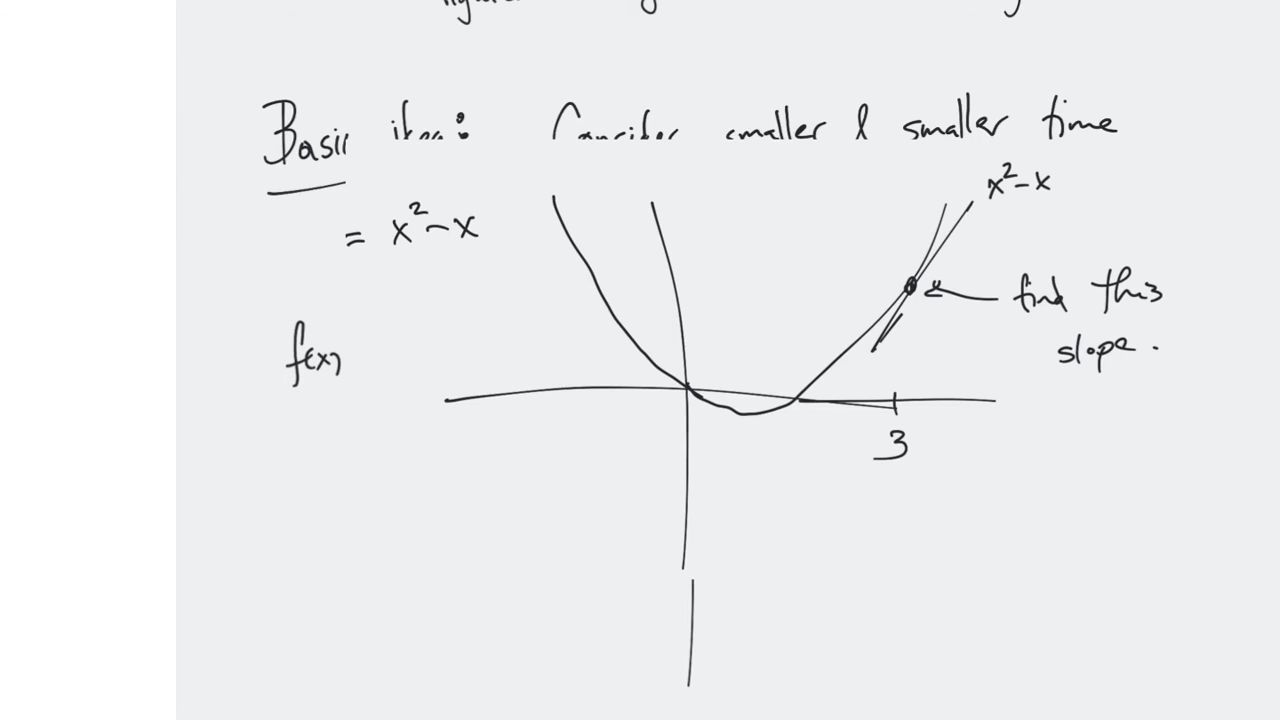 Basic idea: Consider smaller & smaller time
x²-x
= x²-x
find this
slope.
f(x)
3